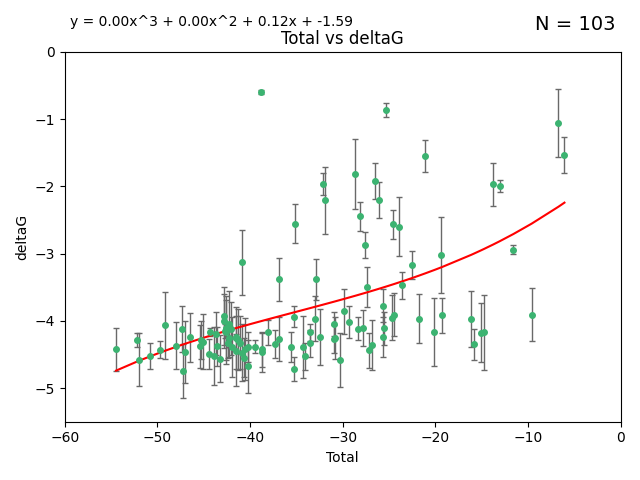 y = 0.00x^3 + 0.00x^2 + 0.12x + -1.59
N = 103
Total vs deltaG
0
−1
−2
−3
−4
−5
deltaG
−60 −50 −40 −30 −20 −10 0
Total